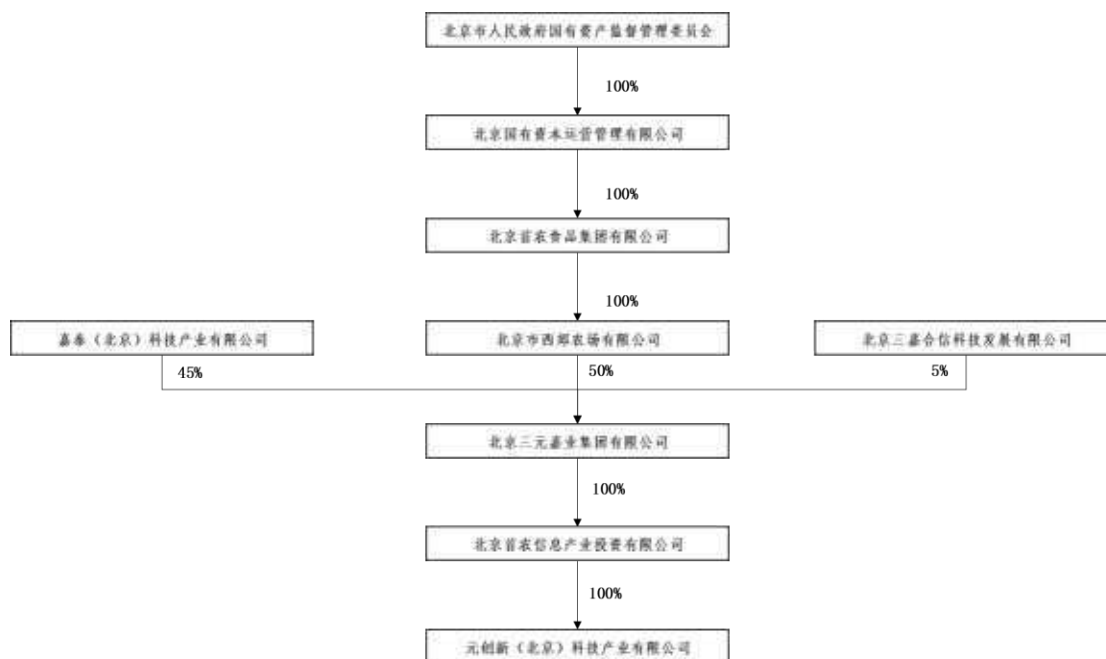 北京市人民政府国有资产监督管理委员会
100%
北京国有资本运营管理有限公司
100%
北京首农食品集团有限公司
100%
嘉泰（北京）科技产业有限公司
北京市西郊农场有限公司
北京三嘉合信科技发展有限公司
45%
50%
5%
北京三元嘉业集团有限公司
100%
北京首农信息产业投资有限公司
100%
元创新（北京）科技产业有限公司